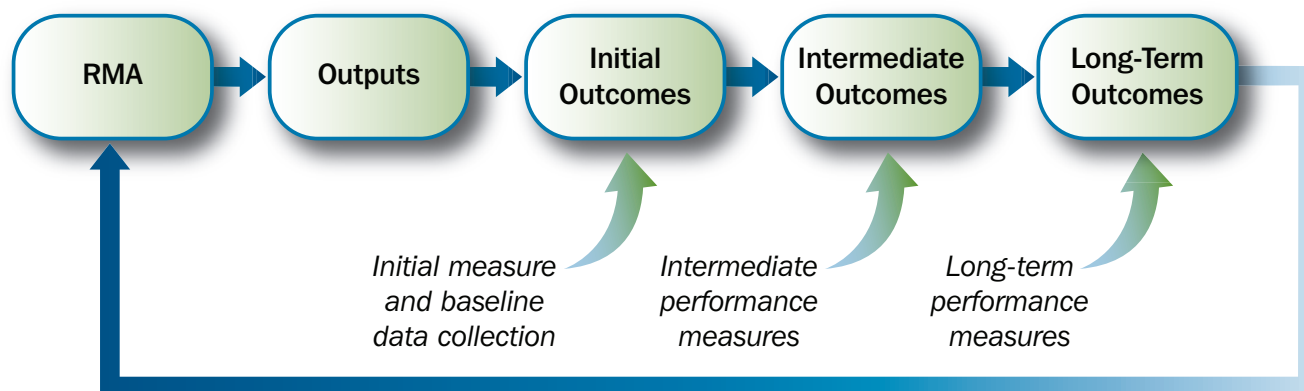 RMA
Outputs
Initial
Outcomes
Intermediate
Outcomes
Long-Term
Outcomes
Initial measure
and baseline
data collection
Intermediate
performance
measures
Long-term
performance
measures